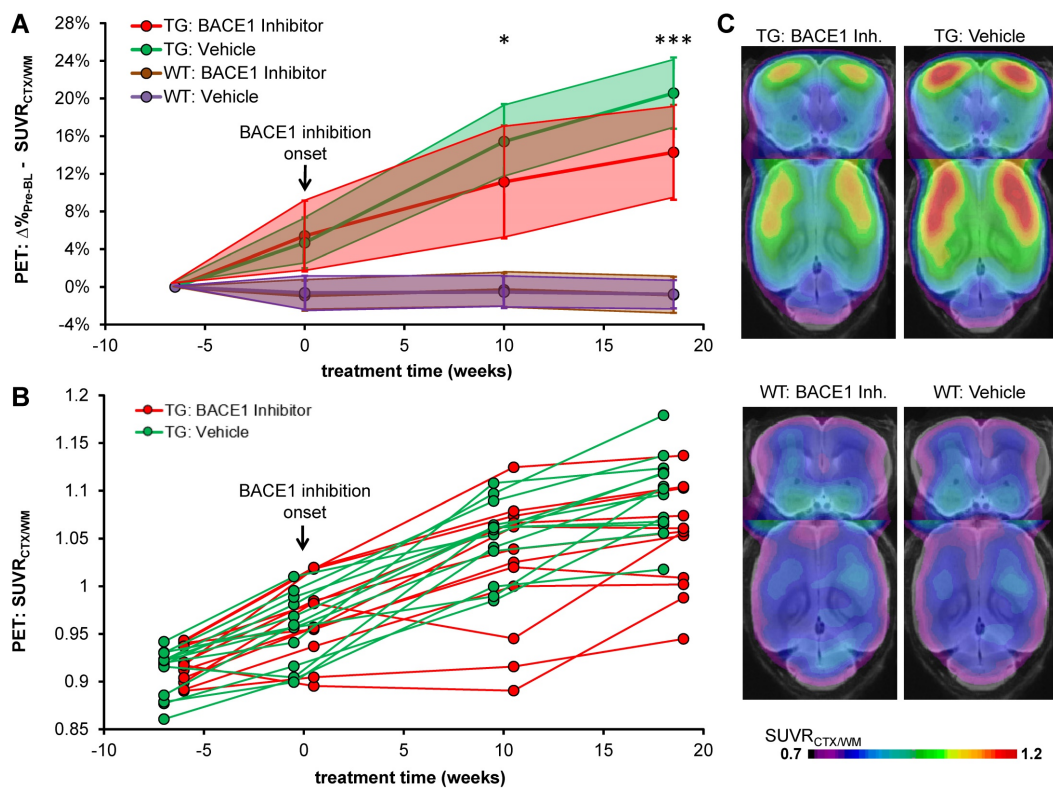 A
28%
24%
20%
16%
12%
8%
4%
0%
-4%
PET: Δ%Pre-BL - SUVRCTX/WM
TG: BACE1 Inhibitor
TG: Vehicle
WT: BACE1 Inhibitor
WT: Vehicle
BACE1 inhibition
onset
*
***
-10 -5 0 5 10 15 20
treatment time (weeks)
B
1.2
1.15
1.1
1.05
1
0.95
0.9
0.85
PET: SUVRCTX/WM
TG: BACE1 Inhibitor
TG: Vehicle
BACE1 inhibition
onset
-10 -5 0 5 10 15 20
treatment time (weeks)
C
TG: BACE1 Inh. TG: Vehicle
WT: BACE1 Inh. WT: Vehicle
SUVRCTX/WM
0.7 1.2